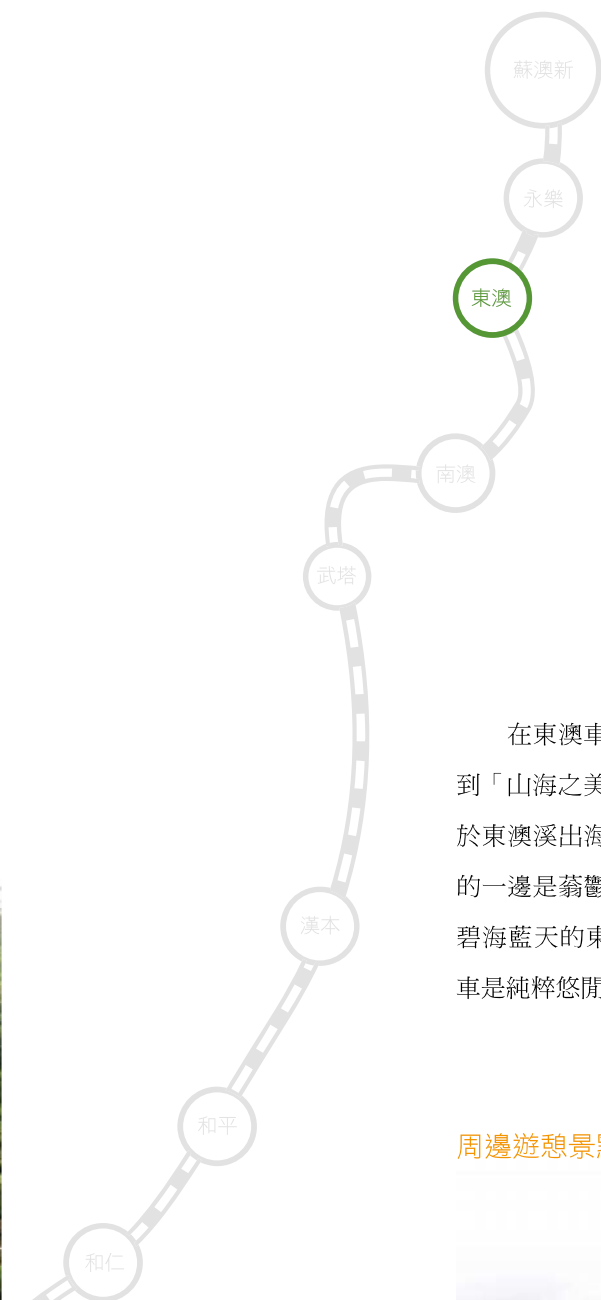 蘇澳新
永樂
東澳
南澳
武塔
漢本
和平
和仁
在東澳車
到「山海之美
於東澳溪出海
的一邊是蓊鬱
碧海藍天的東
車是純粹悠閒
周邊遊憩景點